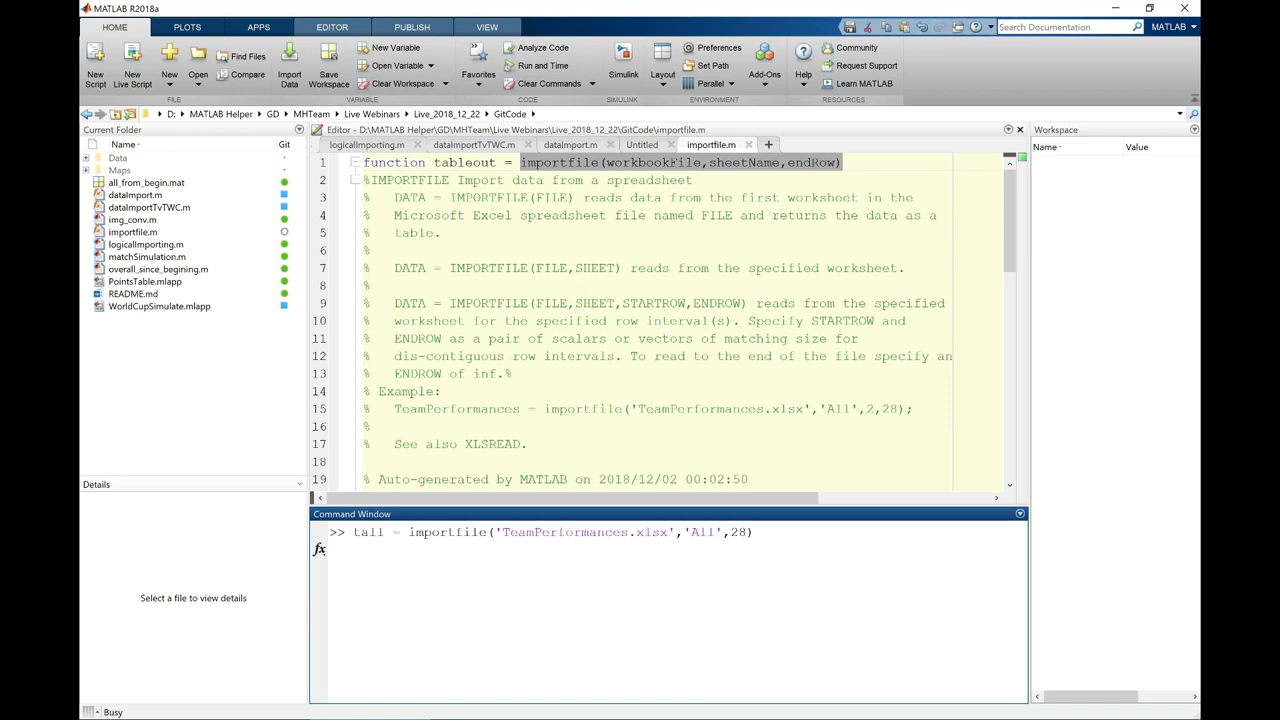 MATLAB R2018a
HOME PLOTS APPS EDITOR PUBLISH VIEW Search Documentation MATLAB
New Script
New Live Script
New
Open
Find Files
Compare
Import Data
Save Workspace
New Variable
Open Variable
Clear Workspace
Favorites
Analyze Code
Run and Time
Clear Commands
Simulink
Layout
Preferences
Set Path
Parallel
Add-Ons
Help
Community
Request Support
Learn MATLAB
FILE VARIABLE CODE SIMULINK ENVIRONMENT RESOURCES
D: MATLAB Helper GD MHTeam Live Webinars Live_2018_12_22 GitCode
Current Folder
Name Git
Data
Maps
all_from_begin.mat
dataImport.m
dataImportTvTWC.m
img_conv.m
importfile.m
logicalImporting.m
matchSimulation.m
overall_since_begining.m
PointsTable.mlapp
README.md
WorldCupSimulate.mlapp
Details
Select a file to view details
Editor - D:\MATLAB Helper\GD\MHTeam\Live Webinars\Live_2018_12_22\GitCode\importfile.m
logicalImporting.m dataImportTvTWC.m dataImport.m Untitled importfile.m
1 function tableout = importfile(workbookFile,sheetName,endRow)
2 %IMPORTFILE Import data from a spreadsheet
3 % DATA = IMPORTFILE(FILE) reads data from the first worksheet in the
4 % Microsoft Excel spreadsheet file named FILE and returns the data as a
5 % table.
6 %
7 % DATA = IMPORTFILE(FILE,SHEET) reads from the specified worksheet.
8 %
9 % DATA = IMPORTFILE(FILE,SHEET,STARTROW,ENDROW) reads from the specified
10 % worksheet for the specified row interval(s). Specify STARTROW and
11 % ENDROW as a pair of scalars or vectors of matching size for
12 % dis-contiguous row intervals. To read to the end of the file specify an
13 % ENDROW of inf.%
14 % Example:
15 % TeamPerformances = importfile('TeamPerformances.xlsx','All',2,28);
16 %
17 % See also XLSREAD.
18
19 % Auto-generated by MATLAB on 2018/12/02 00:02:50
Command Window
>> tall = importfile('TeamPerformances.xlsx','All',28)
fx
Workspace
Name Value
Busy